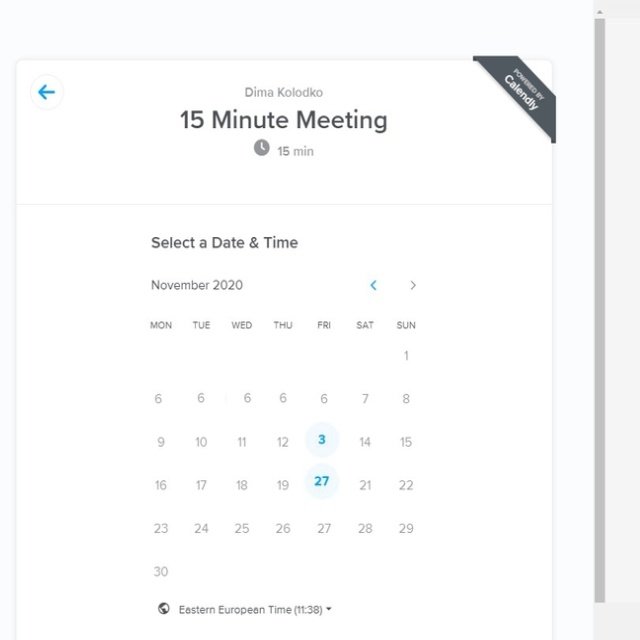 POWERED BY
Calendly
Dima Kolodko
15 Minute Meeting
15 min
Select a Date & Time
November 2020
MON TUE WED THU FRI SAT SUN
1
6 6 6 6 6 7 8
9 10 11 12 3 14 15
16 17 18 19 27 21 22
23 24 25 26 27 28 29
30
Eastern European Time (11:38)